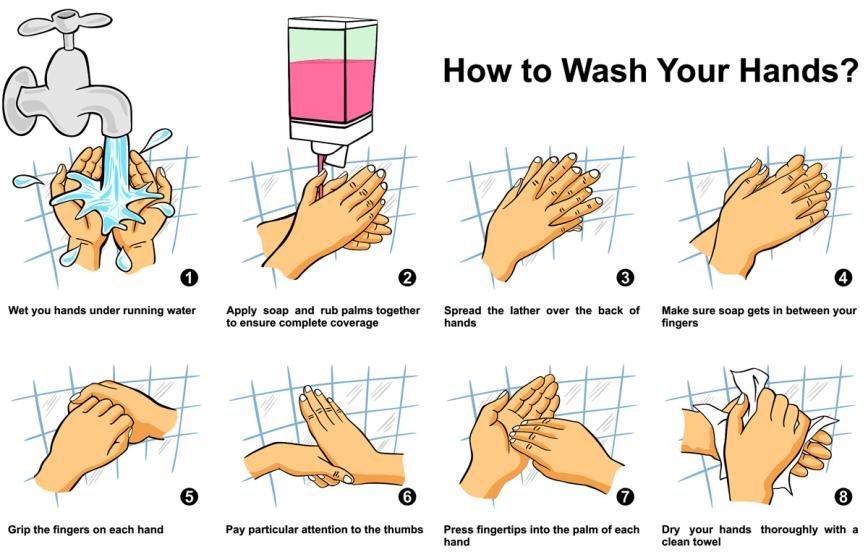 How to Wash Your Hands?
1
Wet you hands under running water
2
Apply soap and rub palms together
to ensure complete coverage
3
Spread the lather over the back of
hands
4
Make sure soap gets in between your
fingers
5
Grip the fingers on each hand
6
Pay particular attention to the thumbs
7
Press fingertips into the palm of each
hand
8
Dry your hands thoroughly with a
clean towel